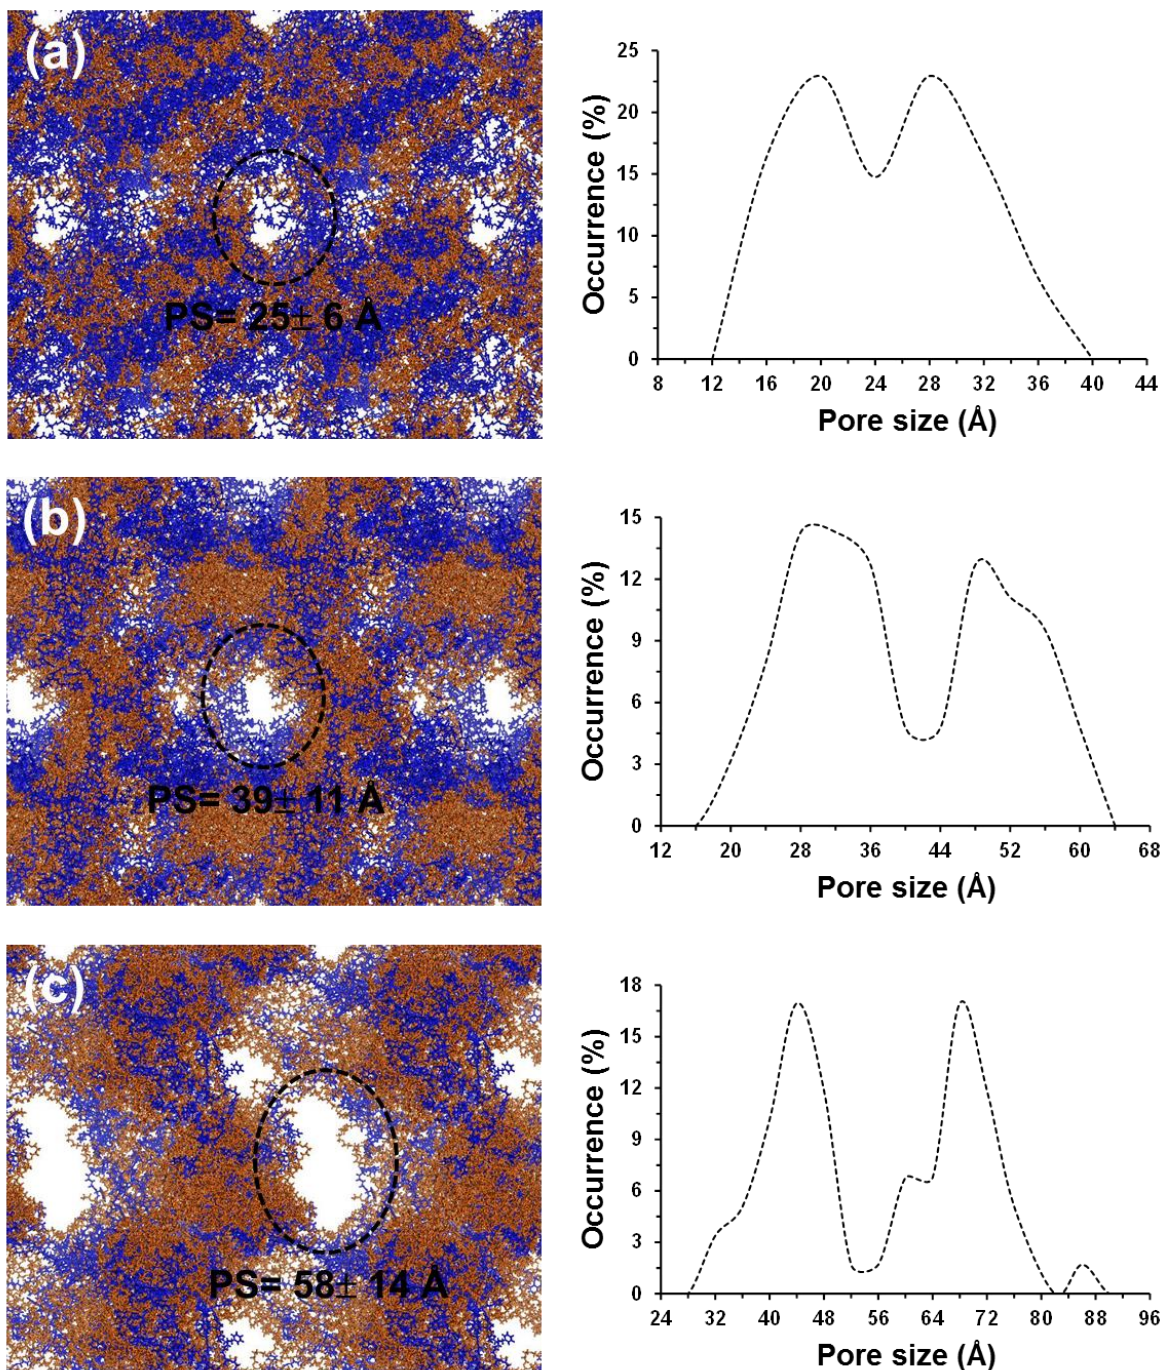 (a)
PS= 25± 6 Å
Occurrence (%)
25
20
15
10
5
0
8 12 16 20 24 28 32 36 40 44
Pore size (Å)
(b)
PS= 39± 11 Å
Occurrence (%)
15
12
9
6
3
0
12 20 28 36 44 52 60 68
Pore size (Å)
(c)
PS= 58± 14 Å
Occurrence (%)
18
15
12
9
6
3
0
24 32 40 48 56 64 72 80 88 96
Pore size (Å)